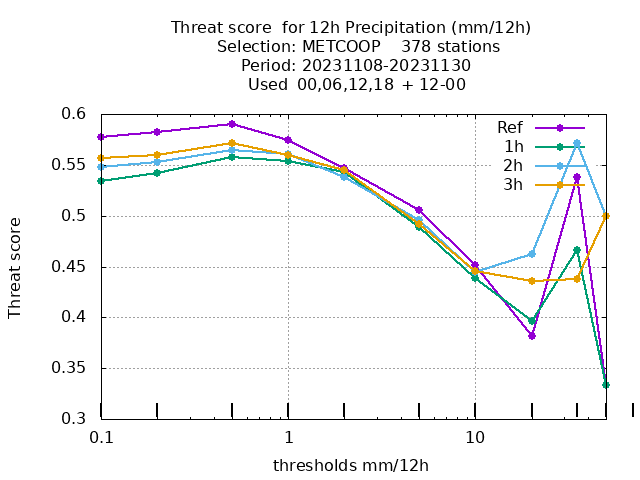 Threat score  for 12h Precipitation (mm/12h)
Selection: METCOOP    378 stations
Period: 20231108-20231130
Used  00,06,12,18  + 12-00
Ref
1h
2h
3h
0.6
0.55
0.5
0.45
0.4
0.35
0.3
Threat score
0.1
1
10
thresholds mm/12h